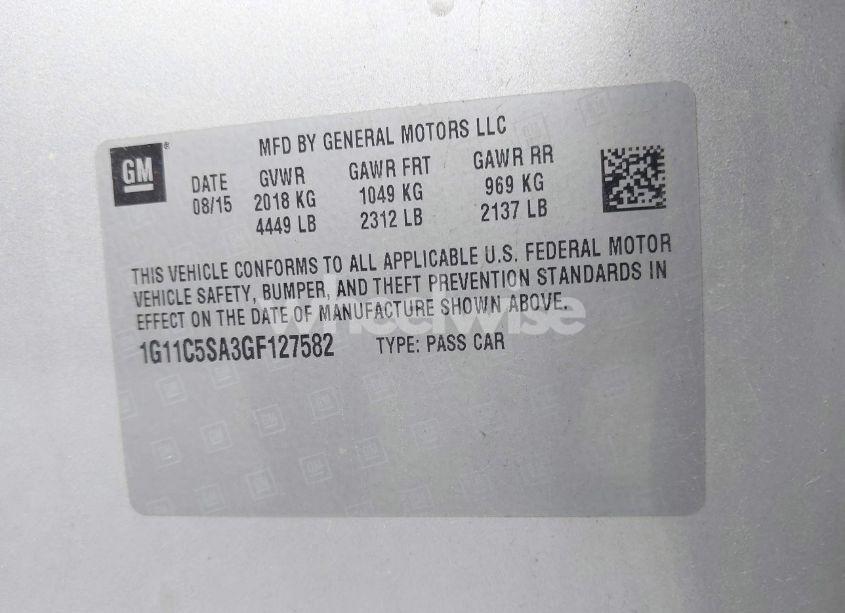 MFD BY GENERAL MOTORS LLC
GM®
DATE GVWR GAWR FRT GAWR RR
08/15 2018 KG 1049 KG 969 KG
4449 LB 2312 LB 2137 LB
THIS VEHICLE CONFORMS TO ALL APPLICABLE U.S. FEDERAL MOTOR
VEHICLE SAFETY, BUMPER, AND THEFT PREVENTION STANDARDS IN
EFFECT ON THE DATE OF MANUFACTURE SHOWN ABOVE.
wheelwise
1G11C5SA3GF127582 TYPE: PASS CAR